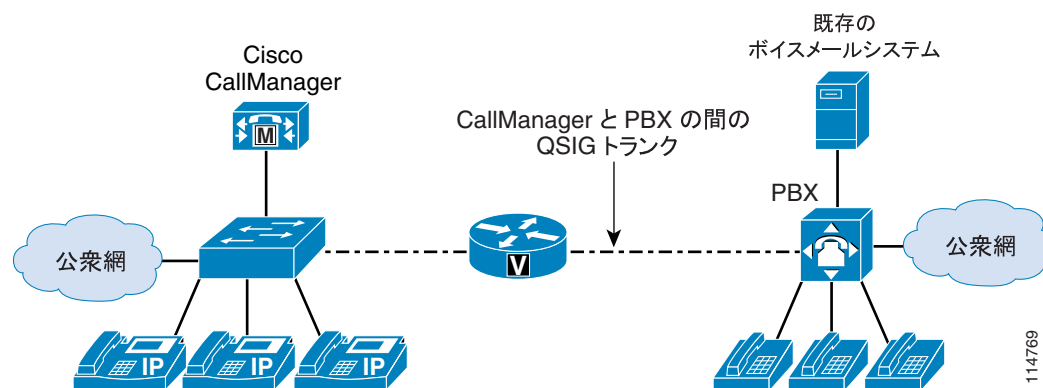 Cisco
CallManager
M
既存の
ボイスメールシステム
CallManager と PBX の間の
QSIG トランク
PBX
公衆網
V
公衆網
IP
IP
IP
114769